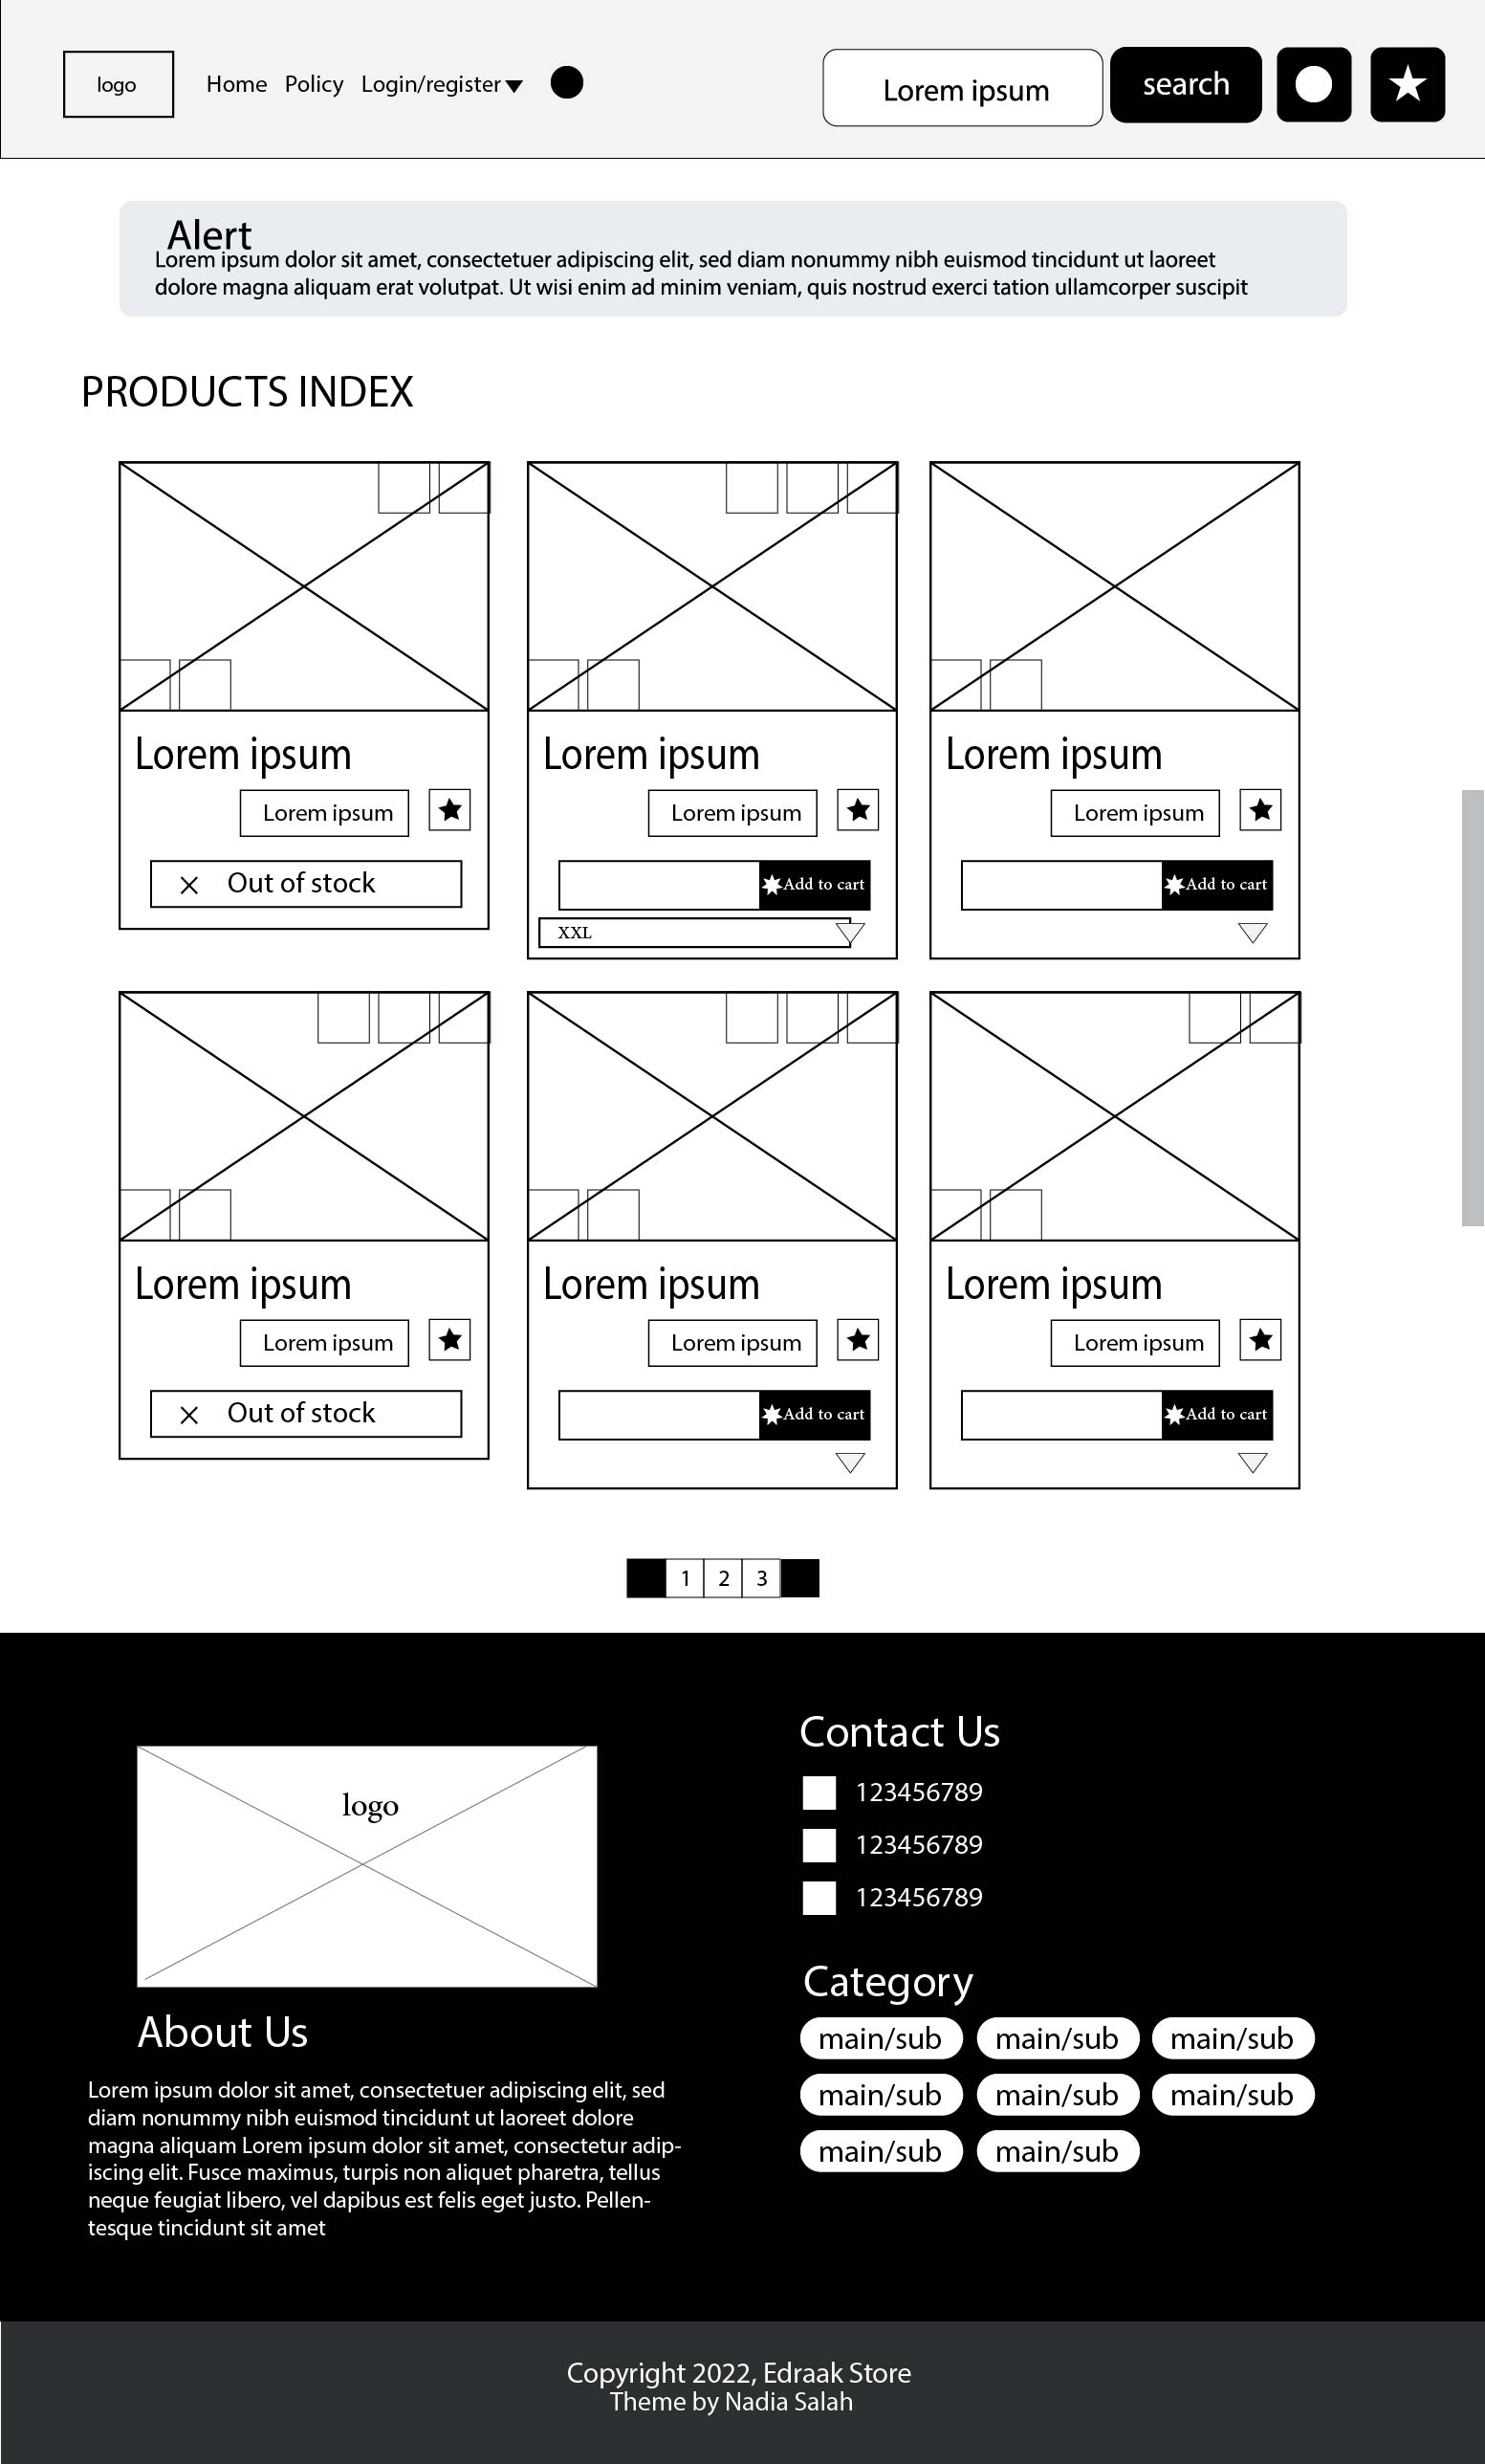 logo
Home Policy Login/register
Lorem ipsum
search
Alert
Lorem ipsum dolor sit amet, consectetuer adipiscing elit, sed diam nonummy nibh euismod tincidunt ut laoreet
dolore magna aliquam erat volutpat. Ut wisi enim ad minim veniam, quis nostrud exerci tation ullamcorper suscipit
PRODUCTS INDEX
Lorem ipsum
Lorem ipsum
Out of stock
Lorem ipsum
Lorem ipsum
Add to cart
XXL
Lorem ipsum
Lorem ipsum
Add to cart
Lorem ipsum
Lorem ipsum
Out of stock
Lorem ipsum
Lorem ipsum
Add to cart
Lorem ipsum
Lorem ipsum
Add to cart
1 2 3
logo
About Us
Lorem ipsum dolor sit amet, consectetuer adipiscing elit, sed
diam nonummy nibh euismod tincidunt ut laoreet dolore
magna aliquam Lorem ipsum dolor sit amet, consectetur adip-
iscing elit. Fusce maximus, turpis non aliquet pharetra, tellus
neque feugiat libero, vel dapibus est felis eget justo. Pellen-
tesque tincidunt sit amet
Contact Us
123456789
123456789
123456789
Category
main/sub main/sub main/sub
main/sub main/sub main/sub
main/sub main/sub
Copyright 2022, Edraak Store
Theme by Nadia Salah